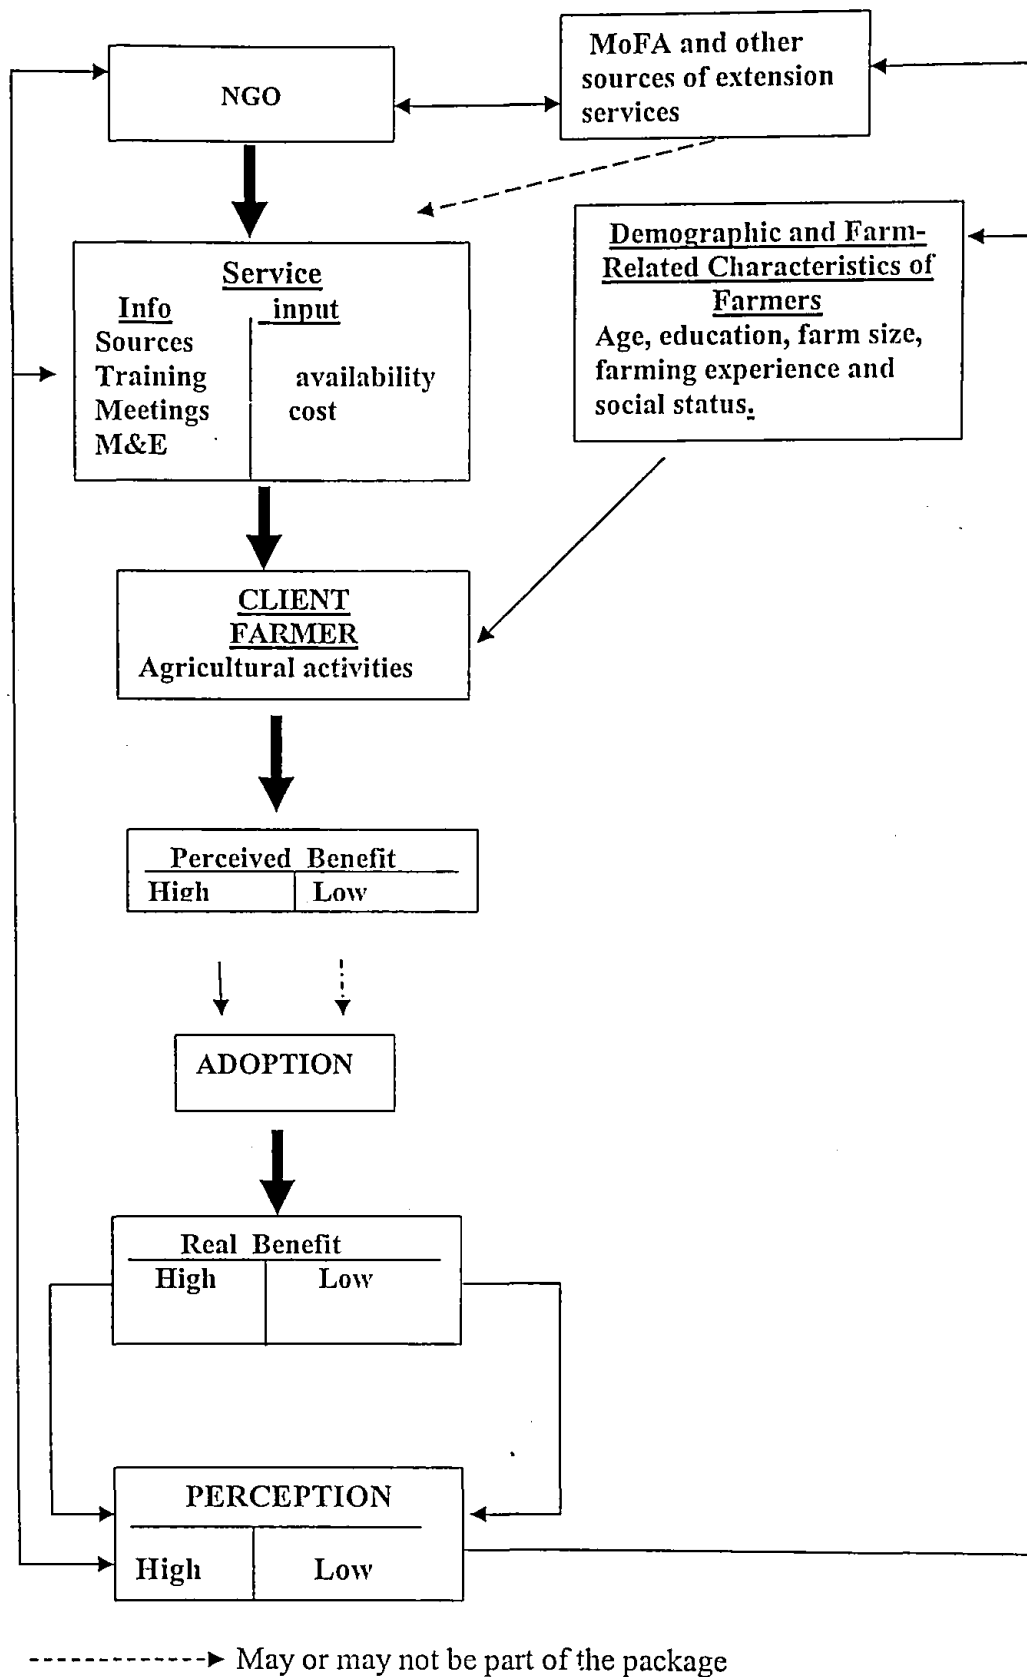 NGO
MoFA and other
sources of extension
services
Demographic and Farm-
Related Characteristics of
Farmers
Age, education, farm size,
farming experience and
social status.
Service
Info input
Sources
Training availability
Meetings cost
M&E
CLIENT
FARMER
Agricultural activities
Perceived Benefit
High Low
ADOPTION
Real Benefit
High Low
PERCEPTION
High Low
May or may not be part of the package